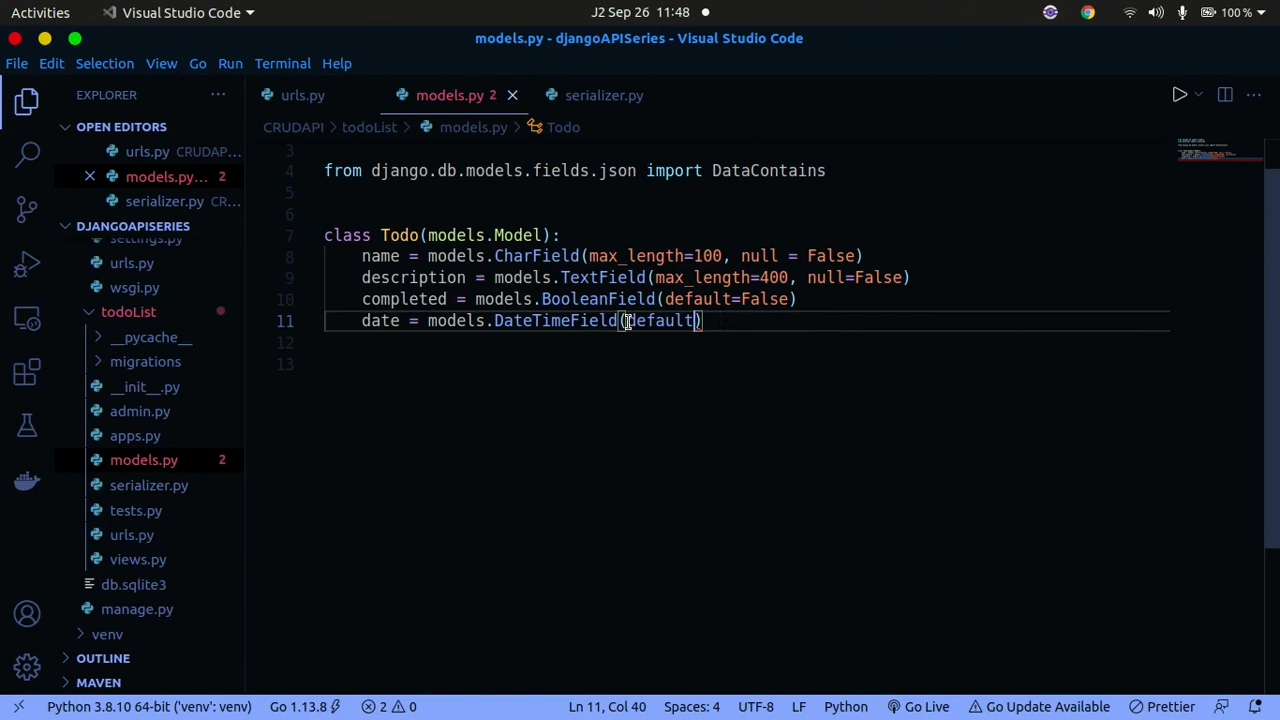 Activities
Visual Studio Code
J2 Sep 26 11:48
100 %
models.py - djangoAPISeries - Visual Studio Code
File Edit Selection View Go Run Terminal Help
EXPLORER
urls.py
models.py 2
serializer.py
OPEN EDITORS
CRUDAPI
todoList
models.py
Todo
urls.py CRUDAP...
models.py... 2
serializer.py CR...
DJANGOAPISERIES
settings.py
urls.py
wsgi.py
todoList
__pycache__
migrations
__init__.py
admin.py
apps.py
models.py 2
serializer.py
tests.py
urls.py
views.py
db.sqlite3
manage.py
venv
OUTLINE
MAVEN
3
4 from django.db.models.fields.json import DataContains
5
6
7 class Todo(models.Model):
8 name = models.CharField(max_length=100, null = False)
9 description = models.TextField(max_length=400, null=False)
10 completed = models.BooleanField(default=False)
11 date = models.DateTimeField(default)
12
13
Python 3.8.10 64-bit ('venv': venv)
Go 1.13.8
2
0
Ln 11, Col 40
Spaces: 4
UTF-8
LF
Python
Go Live
Go Update Available
Prettier